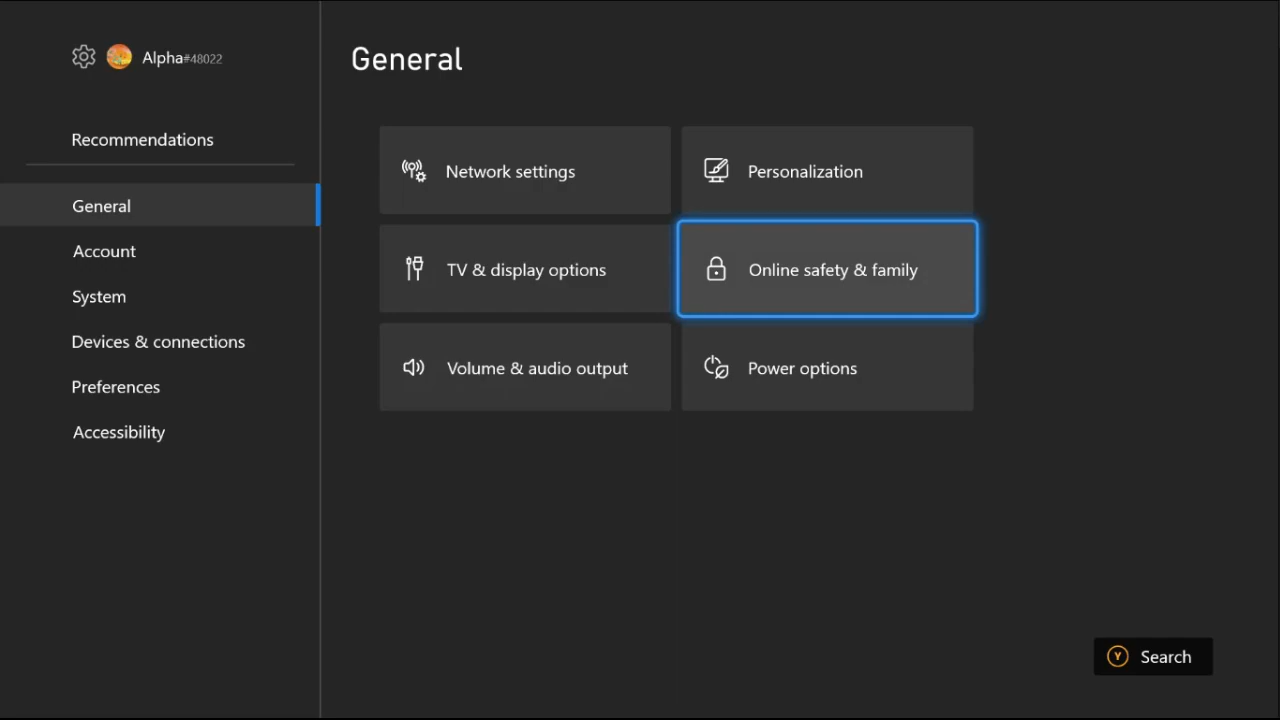 Alpha#48022
Recommendations
General
Account
System
Devices & connections
Preferences
Accessibility
General
Network settings
Personalization
TV & display options
Online safety & family
Volume & audio output
Power options
Y Search